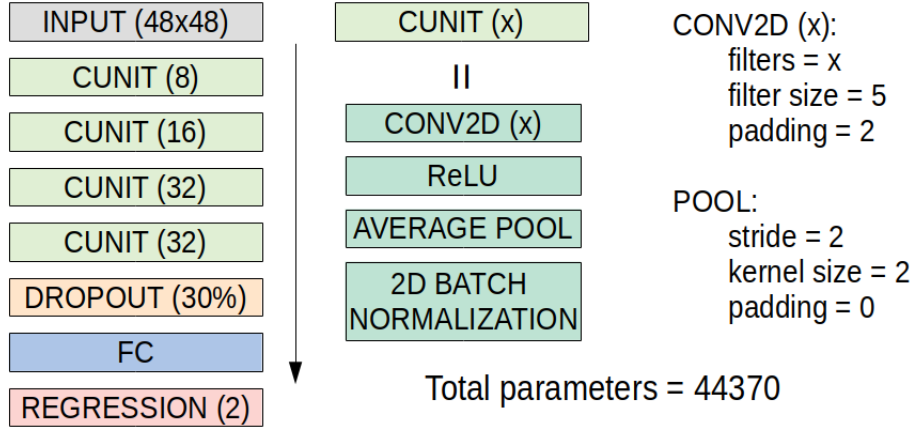 INPUT (48x48)
CUNIT (8)
CUNIT (16)
CUNIT (32)
CUNIT (32)
DROPOUT (30%)
FC
REGRESSION (2)
CUNIT (x)
=
CONV2D (x)
ReLU
AVERAGE POOL
2D BATCH
NORMALIZATION
CONV2D (x):
filters = x
filter size = 5
padding = 2
POOL:
stride = 2
kernel size = 2
padding = 0
Total parameters = 44370